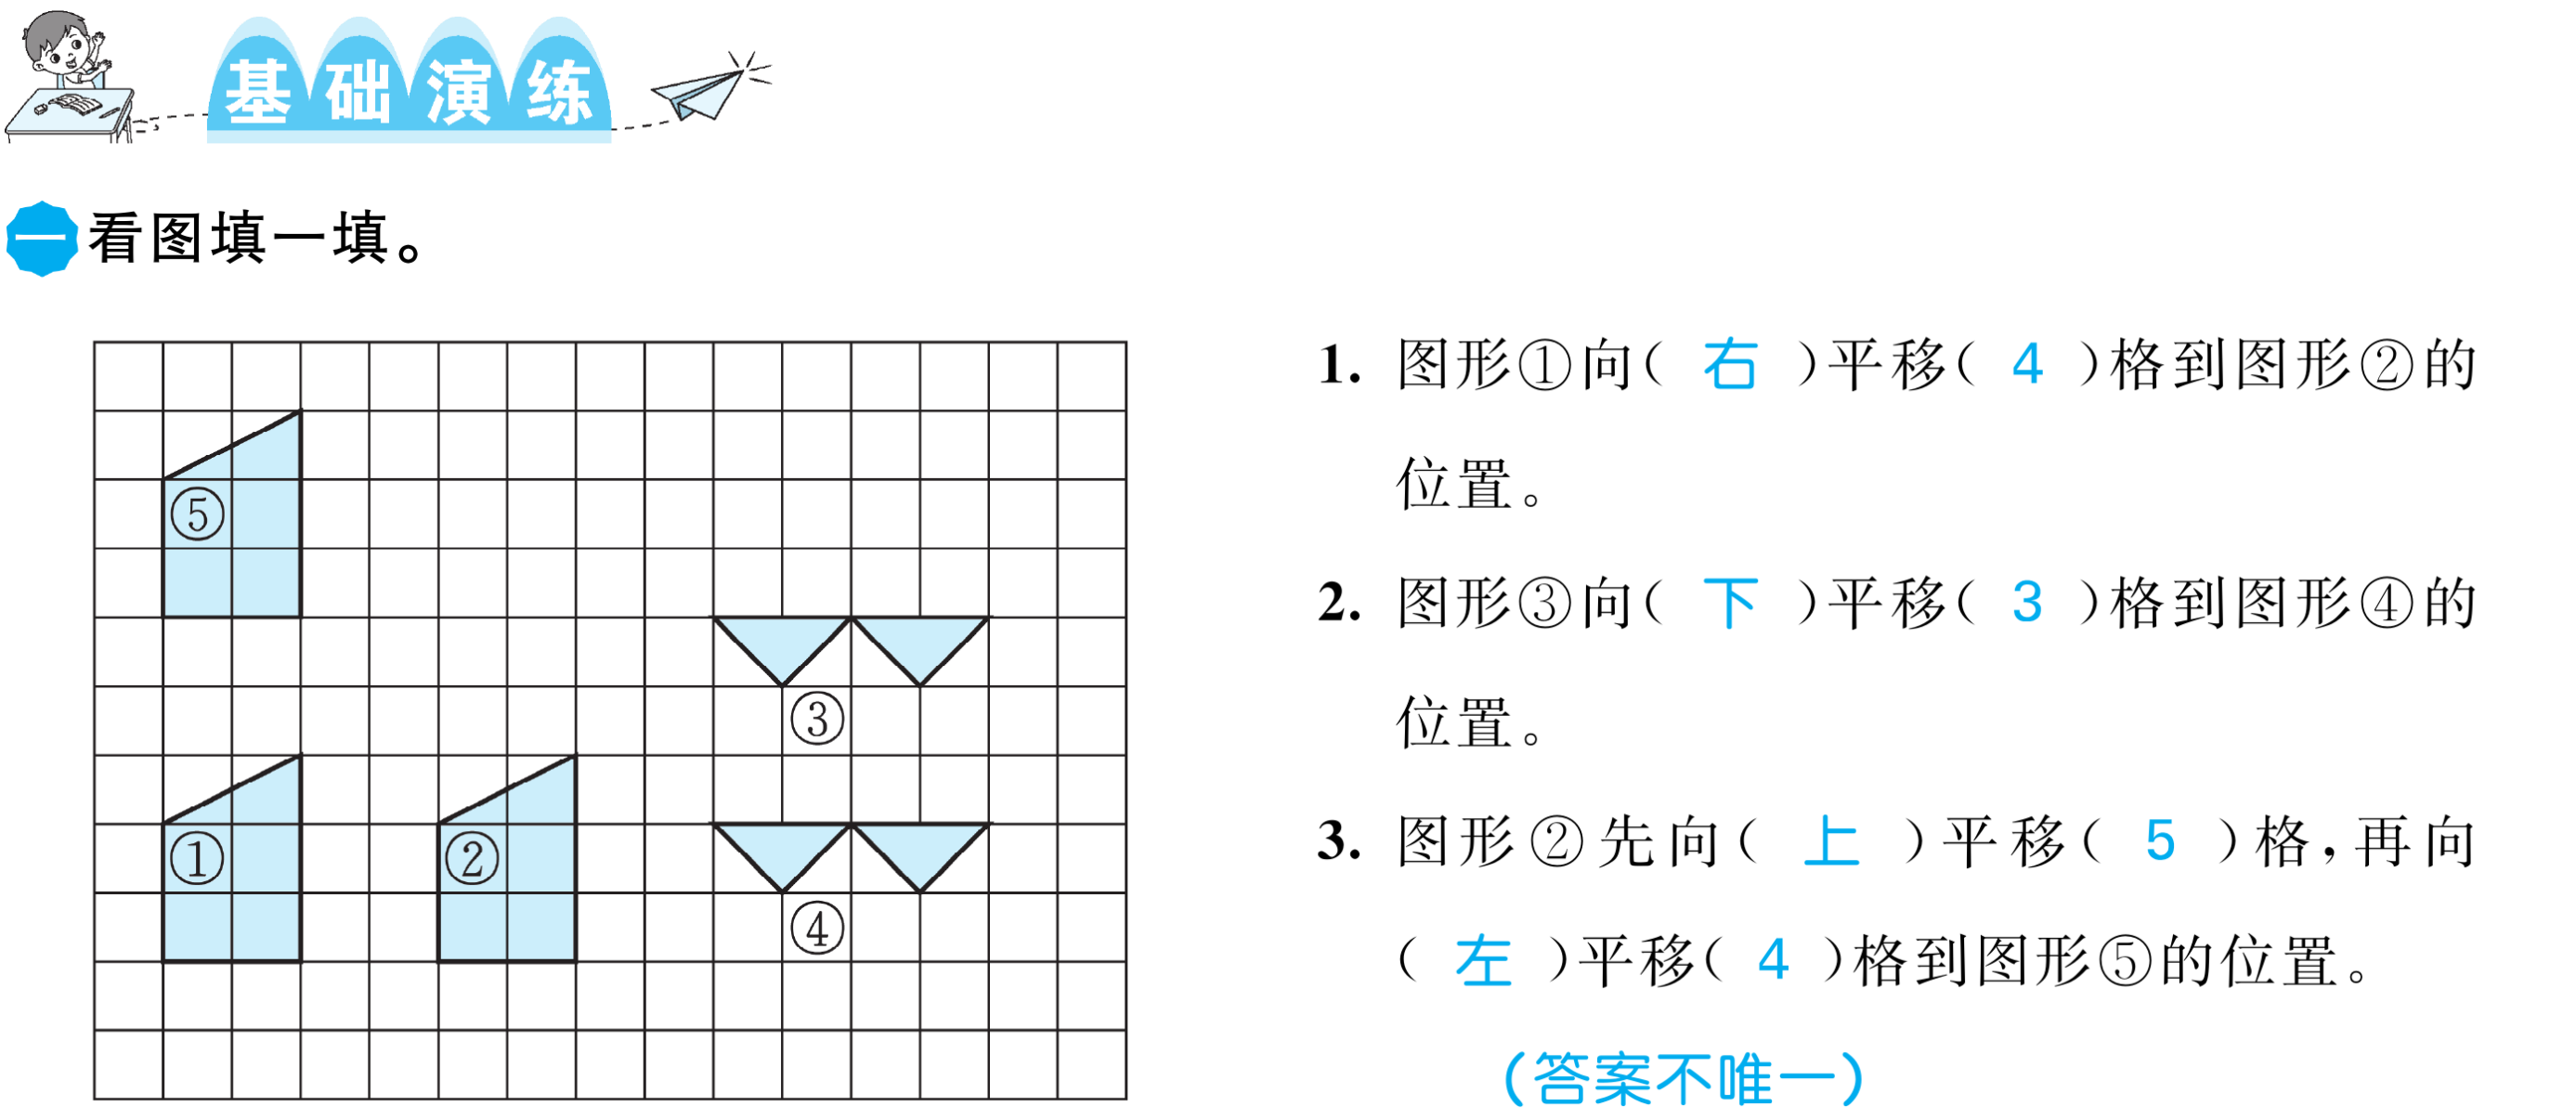 基础演练
一 看图填一填。
⑤
③
① ②
④
1. 图形①向( 右 )平移( 4 )格到图形②的
位置。
2. 图形③向( 下 )平移( 3 )格到图形④的
位置。
3. 图形②先向( 上 )平移( 5 )格,再向
( 左 )平移( 4 )格到图形⑤的位置。
(答案不唯一)